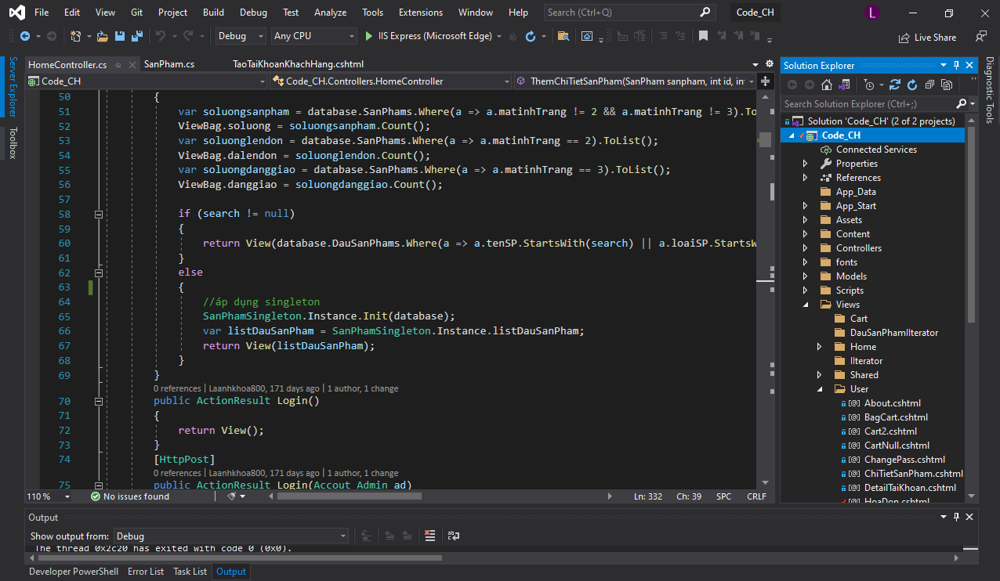 File Edit View Git Project Build Debug Test Analyze Tools Extensions Window Help Search (Ctrl+Q) Code_CH L
Debug Any CPU IIS Express (Microsoft Edge) Live Share
Server Explorer
Toolbox
HomeController.cs SanPham.cs TaoTaiKhoanKhachHang.cshtml
Code_CH Code_CH.Controllers.HomeController ThemChiTietSanPham(SanPham sanpham, int id, in
50 {
51 var soluongsanpham = database.SanPhams.Where(a => a.matinhTrang != 2 && a.matinhTrang != 3).To
52 ViewBag.soluong = soluongsanpham.Count();
53 var soluonglendon = database.SanPhams.Where(a => a.matinhTrang == 2).ToList();
54 ViewBag.dalendon = soluonglendon.Count();
55 var soluongdanggiao = database.SanPhams.Where(a => a.matinhTrang == 3).ToList();
56 ViewBag.danggiao = soluongdanggiao.Count();
57
58 if (search != null)
59 {
60 return View(database.DauSanPhams.Where(a => a.tenSP.StartsWith(search) || a.loaiSP.StartsW
61 }
62 else
63 {
64 //áp dụng singleton
65 SanPhamSingleton.Instance.Init(database);
66 var listDauSanPham = SanPhamSingleton.Instance.listDauSanPham;
67 return View(listDauSanPham);
68 }
69 }
0 references | Laanhkhoa800, 171 days ago | 1 author, 1 change
70 public ActionResult Login()
71 {
72 return View();
73 }
74 [HttpPost]
0 references | Laanhkhoa800, 171 days ago | 1 author, 1 change
75 public ActionResult Login(Accout_Admin ad)
110 % No issues found Ln: 332 Ch: 39 SPC CRLF
Solution Explorer
Search Solution Explorer (Ctrl+;)
Solution 'Code_CH' (2 of 2 projects)
Code_CH
Connected Services
Properties
References
App_Data
App_Start
Assets
Content
Controllers
fonts
Models
Scripts
Views
Cart
DauSanPhamIIterator
Home
IIterator
Shared
User
About.cshtml
BagCart.cshtml
Cart2.cshtml
CartNull.cshtml
ChangePass.cshtml
ChiTietSanPham.cshtml
DetailTaiKhoan.cshtml
HoaDon.cshtml
Diagnostic Tools
Output
Show output from: Debug
The thread 0x2c20 has exited with code 0 (0x0).
Developer PowerShell Error List Task List Output